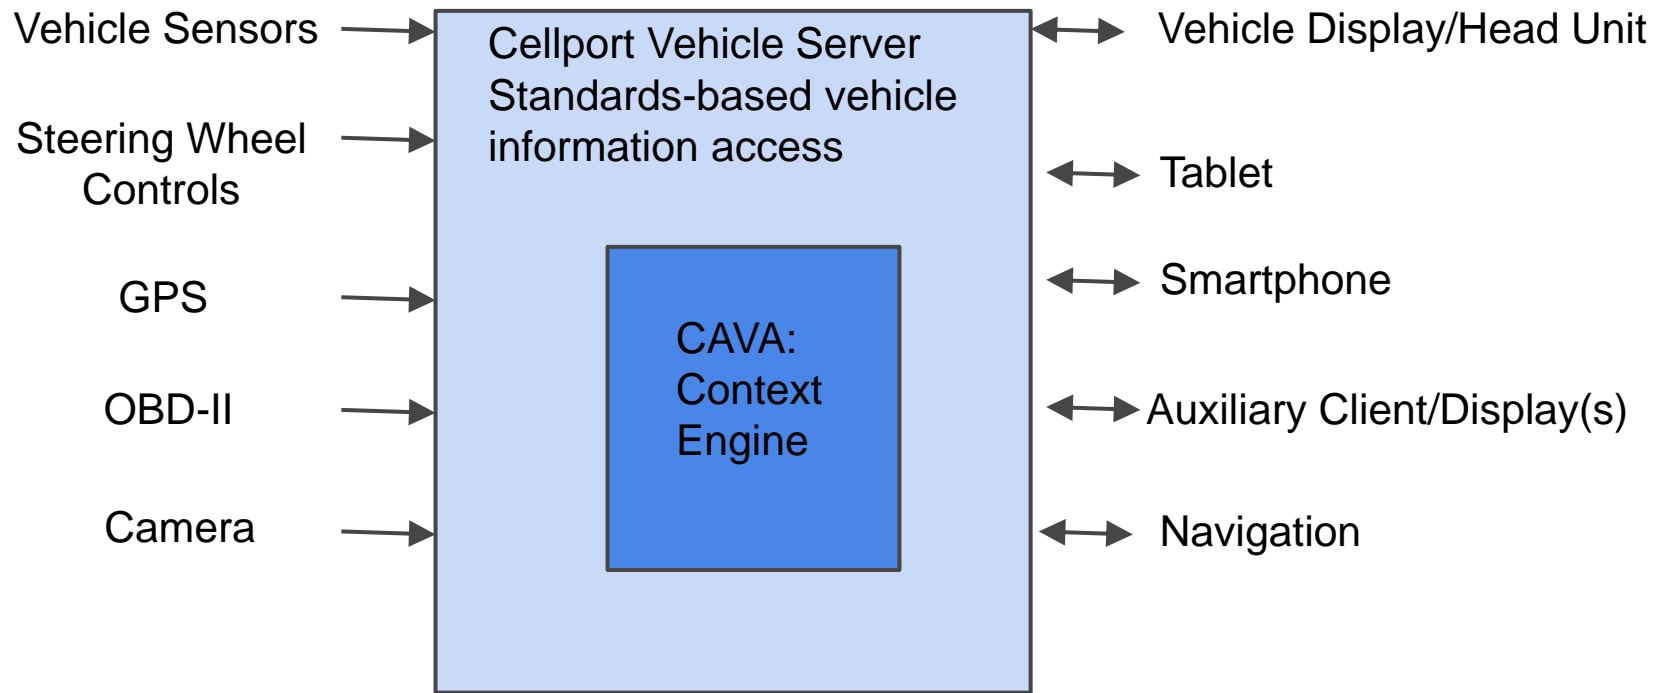 Vehicle Sensors
Steering Wheel
Controls
GPS
OBD-II
Camera
Cellport Vehicle Server
Standards-based vehicle
information access
CAVA:
Context
Engine
Vehicle Display/Head Unit
Tablet
Smartphone
Auxiliary Client/Display(s)
Navigation